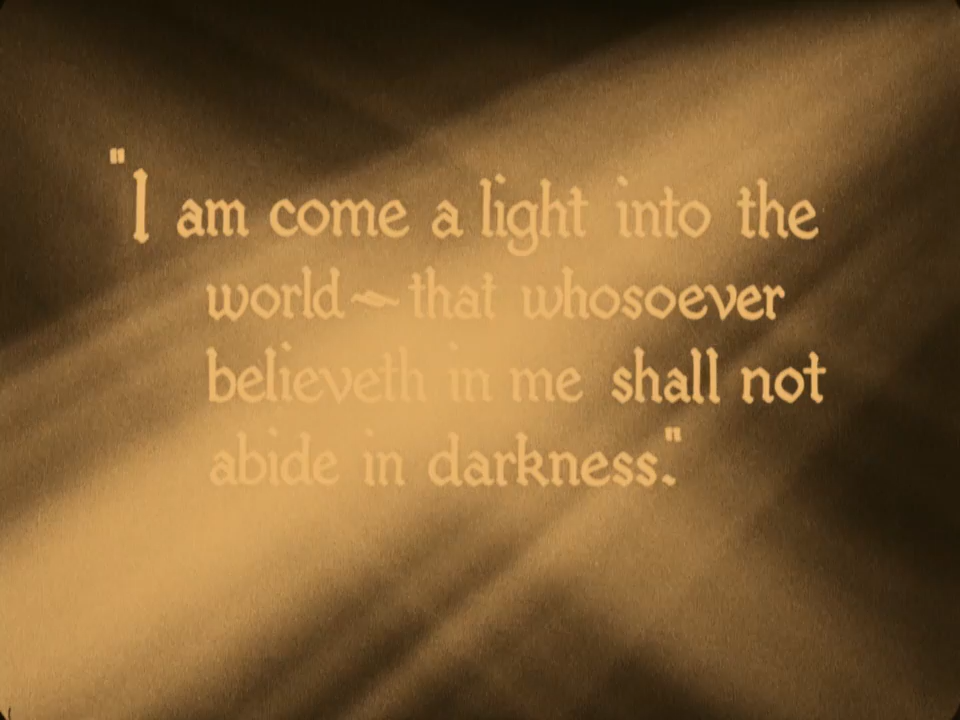 "I am come a light into the
world~that whosoever
believeth in me shall not
abide in darkness."